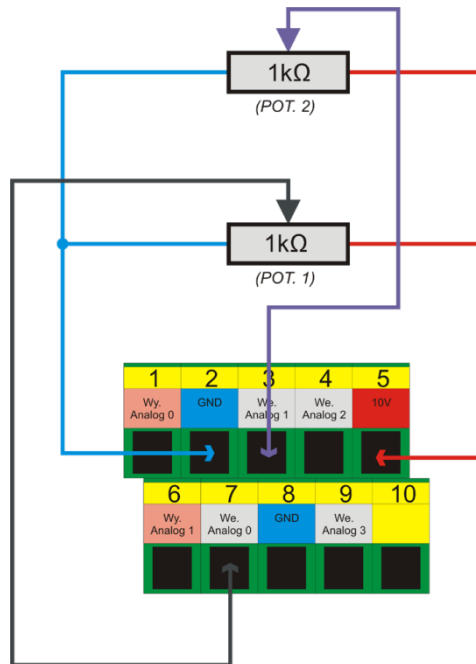 1kΩ
(POT. 2)
1kΩ
(POT. 1)
1 2 3 4 5
Wy. Analog 0
GND
We. Analog 1
We. Analog 2
10V
6 7 8 9 10
Wy. Analog 1
We. Analog 0
GND
We. Analog 3